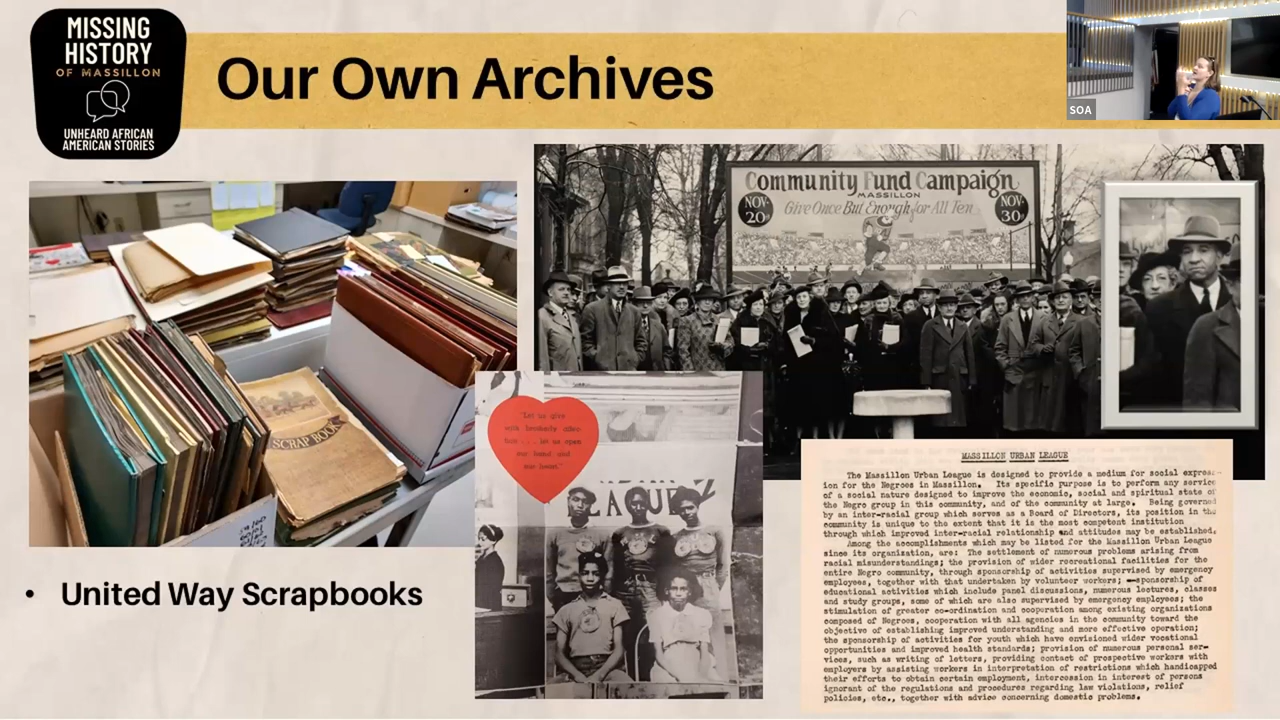 MISSING
HISTORY
OF MASSILLON
UNHEARD AFRICAN
AMERICAN STORIES
Our Own Archives
SOA
SCRAP BOOK
• United Way Scrapbooks
Community Fund Campaign
MASSILLON
NOV. 20
Give Once But Enough for All Ten
NOV. 30
"Let us give
with brotherly affec-
tion . . . let us open
our hand and
our heart."
LEAGUE
MASSILLON URBAN LEAGUE
The Massillon Urban League is designed to provide a medium for social express-
ion for the Negroes in Massillon. Its specific purpose is to perform any service
of a social nature designed to improve the economic, social and spiritual state of
the Negro group in this community, and of the community at large. Being governed
by an inter-racial group which serves as a Board of Directors, its position in the
community is unique to the extent that it is the most competent institution
through which improved inter-racial relationship and attitudes may be established.
Among the accomplishments which may be listed for the Massillon Urban League
since its organization, are: The settlement of numerous problems arising from
racial misunderstandings; the provision of wider recreational facilities for the
entire Negro community, through sponsorship of activities supervised by emergency
employees, together with that undertaken by volunteer workers; sponsorship of
educational activities which include panel discussions, numerous lectures, classes
and study groups, some of which are also supervised by emergency employees; the
stimulation of greater co-ordination and cooperation among existing organizations
composed of Negroes, cooperation with all agencies in the community toward the
objective of establishing improved understanding and more effective operation;
the sponsorship of activities for youth which have envisioned wider vocational
opportunities and improved health standards; provision of numerous personal ser-
vices, such as writing of letters, providing contact of prospective workers with
employers by assisting workers in interpretation of restrictions which handicapped
their efforts to obtain certain employment, intercession in interest of persons
ignorant of the regulations and procedures regarding law violations, relief
policies, etc., together with advice concerning domestic problems.